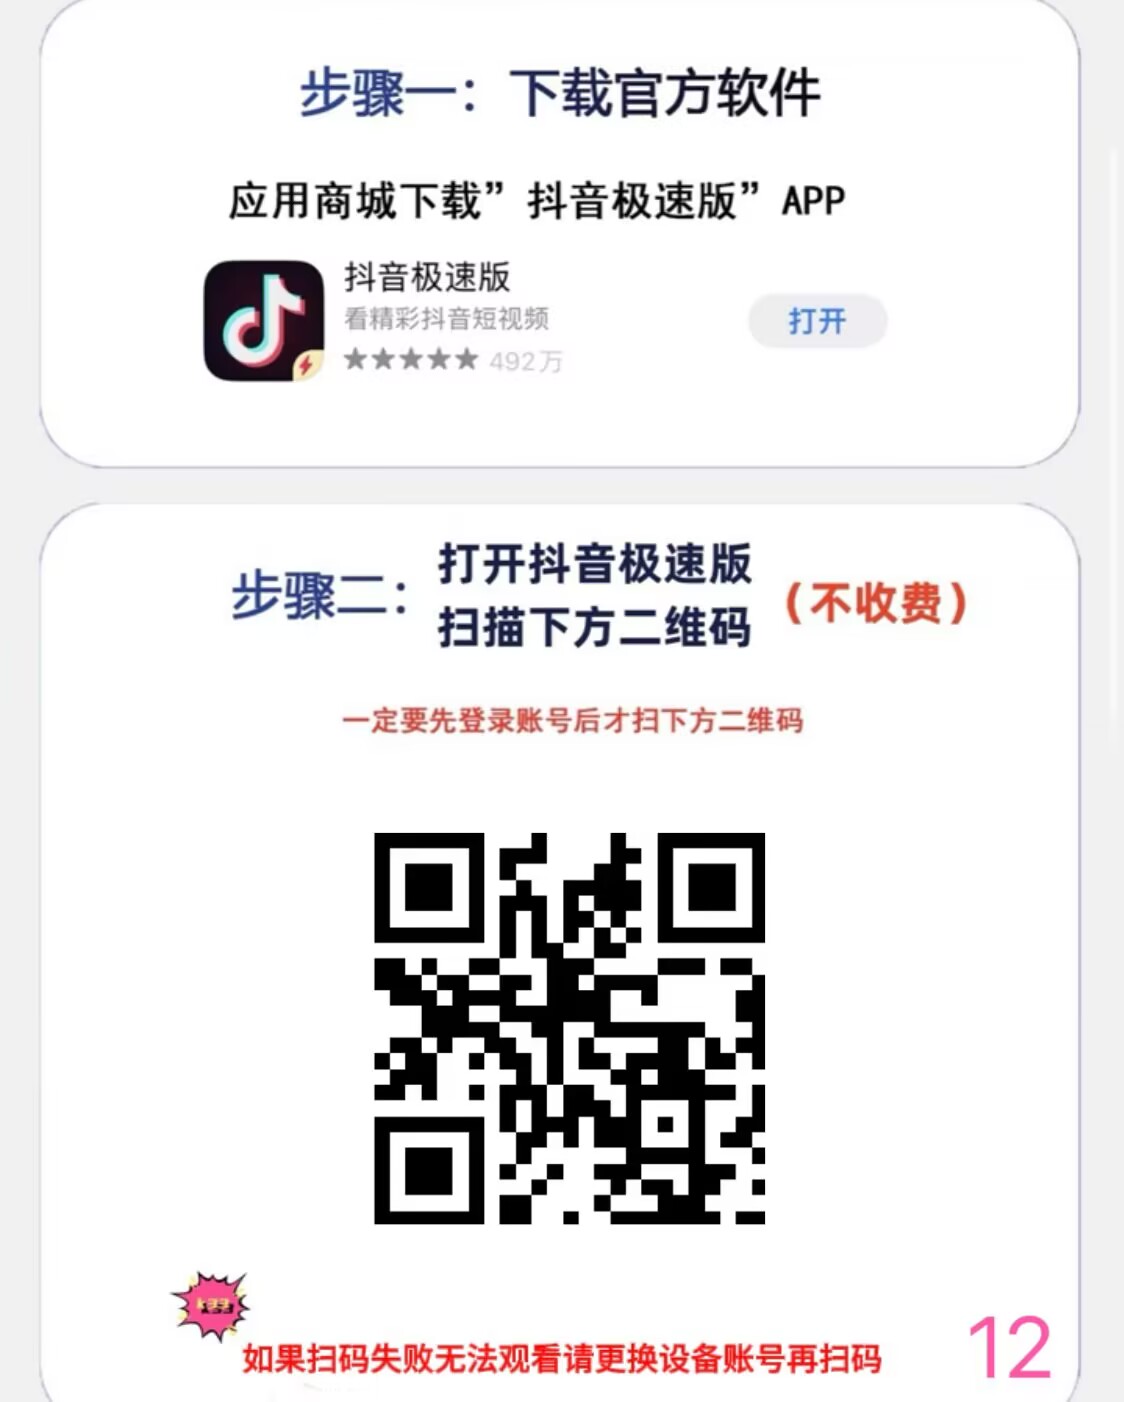 步骤一：下载官方软件
应用商城下载”抖音极速版”APP
抖音极速版
看精彩抖音短视频
★★★★★ 492万
打开
步骤二：
打开抖音极速版
扫描下方二维码
（不收费）
一定要先登录账号后才扫下方二维码
如果扫码失败无法观看请更换设备账号再扫码
12